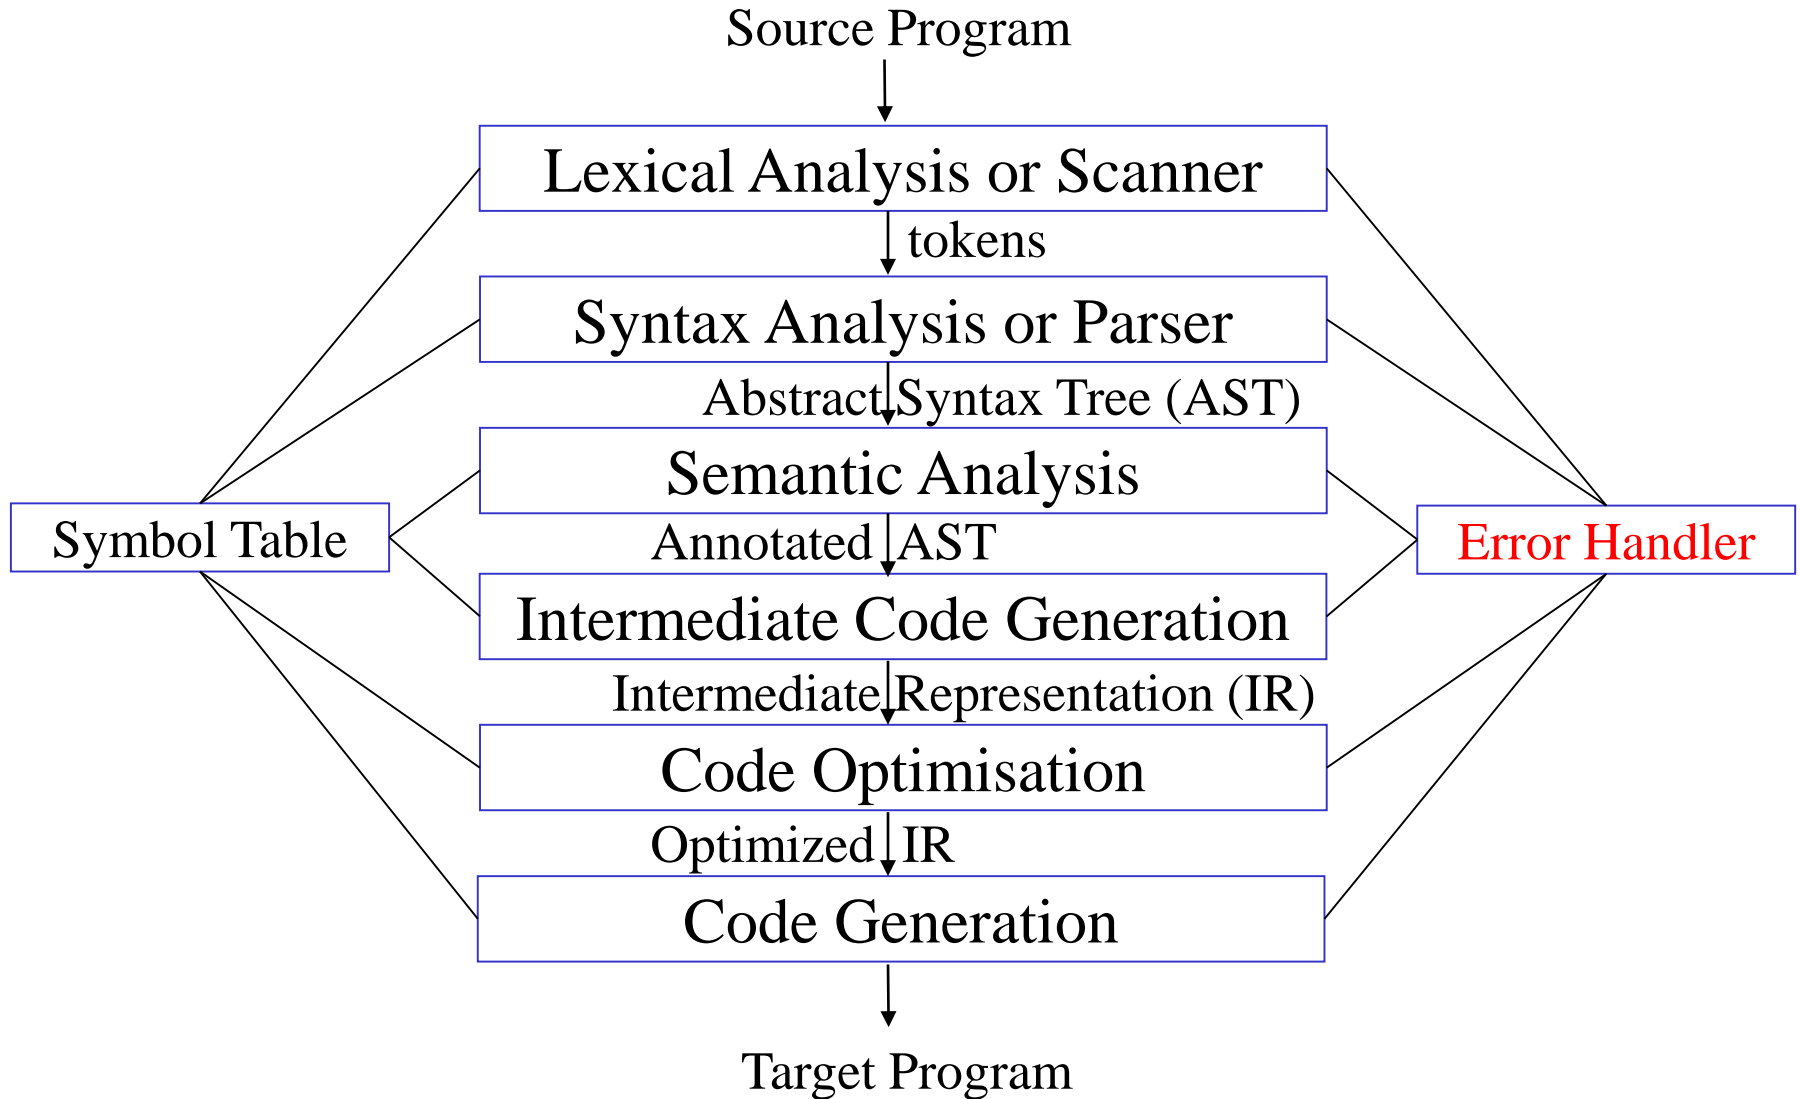 Source Program
Lexical Analysis or Scanner
tokens
Syntax Analysis or Parser
Abstract Syntax Tree (AST)
Semantic Analysis
Symbol Table
Annotated AST
Error Handler
Intermediate Code Generation
Intermediate Representation (IR)
Code Optimisation
Optimized IR
Code Generation
Target Program